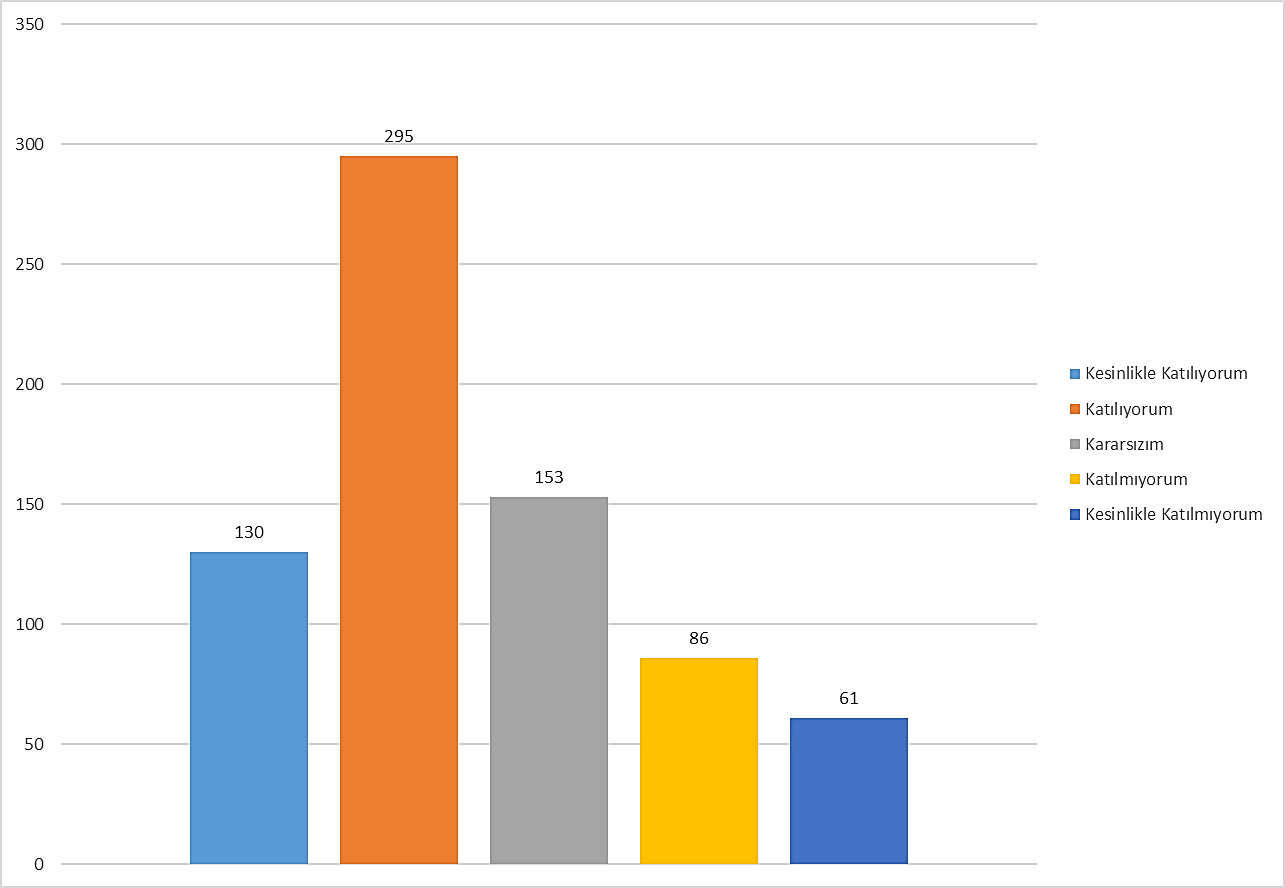 350
300
250
200
150
100
50
0
130
295
153
86
61
Kesinlikle Katılıyorum
Katılıyorum
Kararsızım
Katılmıyorum
Kesinlikle Katılmıyorum